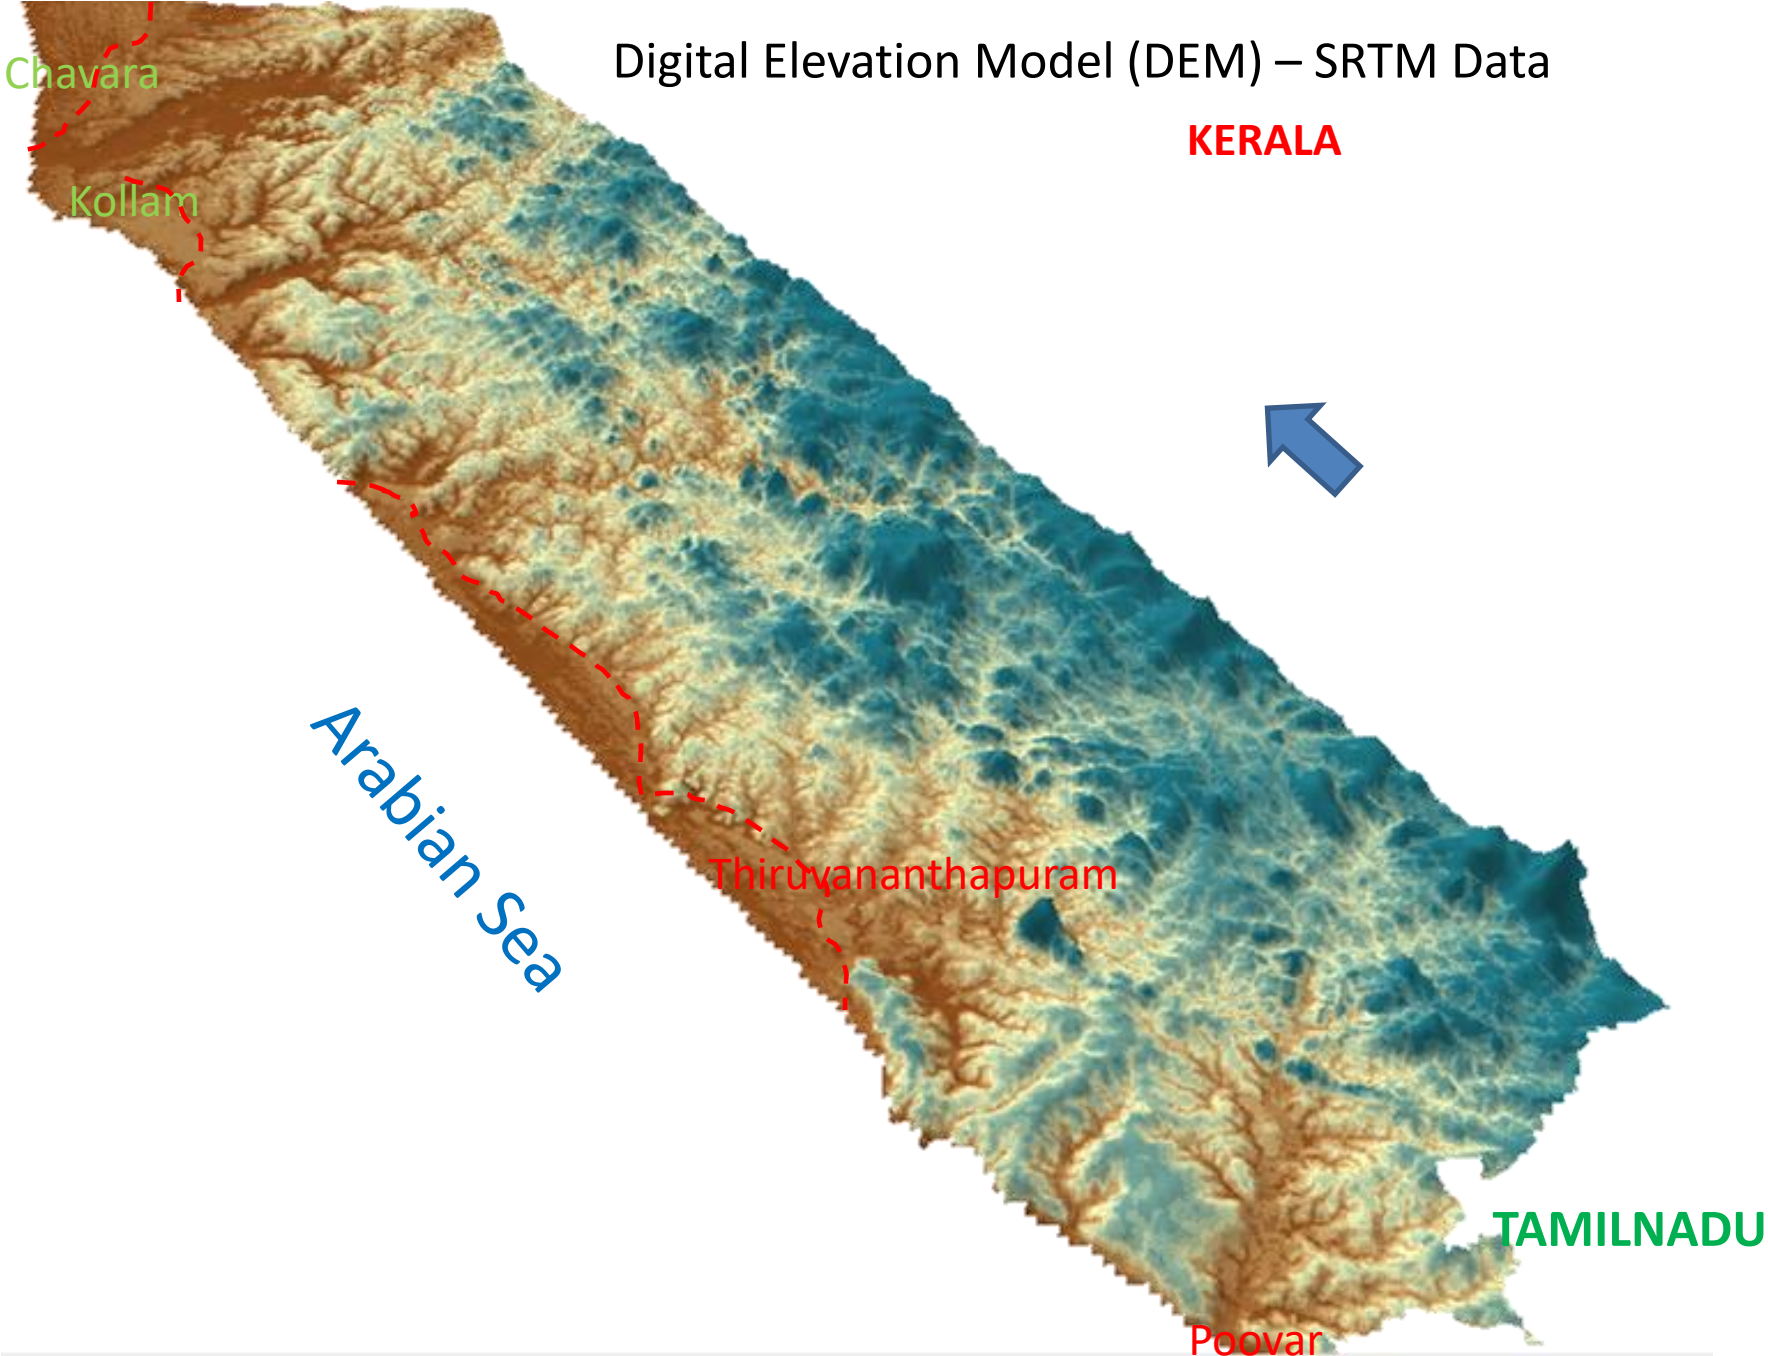 Digital Elevation Model (DEM) – SRTM Data
KERALA
Chavara
Kollam
Arabian Sea
Thiruvananthapuram
TAMILNADU
Poovar